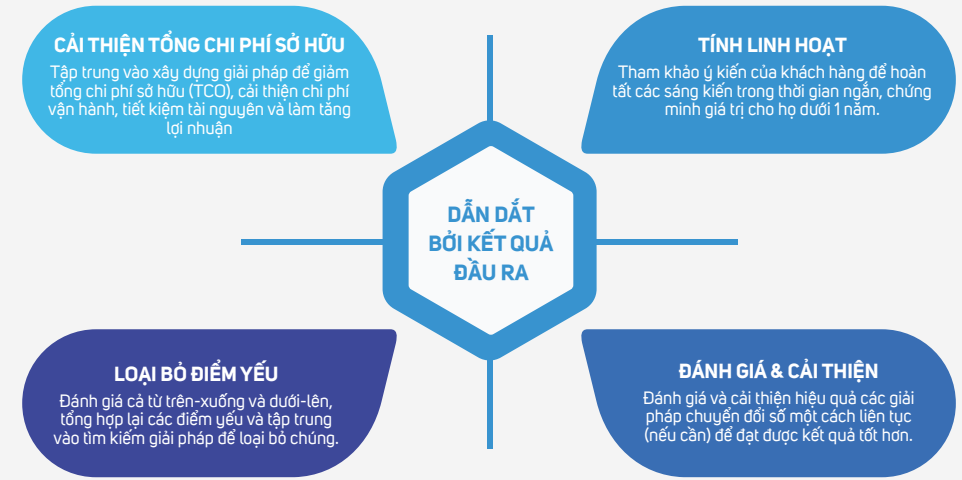 CẢI THIỆN TỔNG CHI PHÍ SỞ HỮU
Tập trung vào xây dựng giải pháp để giảm
tổng chi phí sở hữu (TCO), cải thiện chi phí
vận hành, tiết kiệm tài nguyên và làm tăng
lợi nhuận
TÍNH LINH HOẠT
Tham khảo ý kiến của khách hàng để hoàn
tất các sáng kiến trong thời gian ngắn, chứng
minh giá trị cho họ dưới 1 năm.
DẪN DẮT
BỞI KẾT QUẢ
ĐẦU RA
LOẠI BỎ ĐIỂM YẾU
Đánh giá cả từ trên-xuống và dưới-lên,
tổng hợp lại các điểm yếu và tập trung
vào tìm kiếm giải pháp để loại bỏ chúng.
ĐÁNH GIÁ & CẢI THIỆN
Đánh giá và cải thiện hiệu quả các giải
pháp chuyển đổi số một cách liên tục
(nếu cần) để đạt được kết quả tốt hơn.